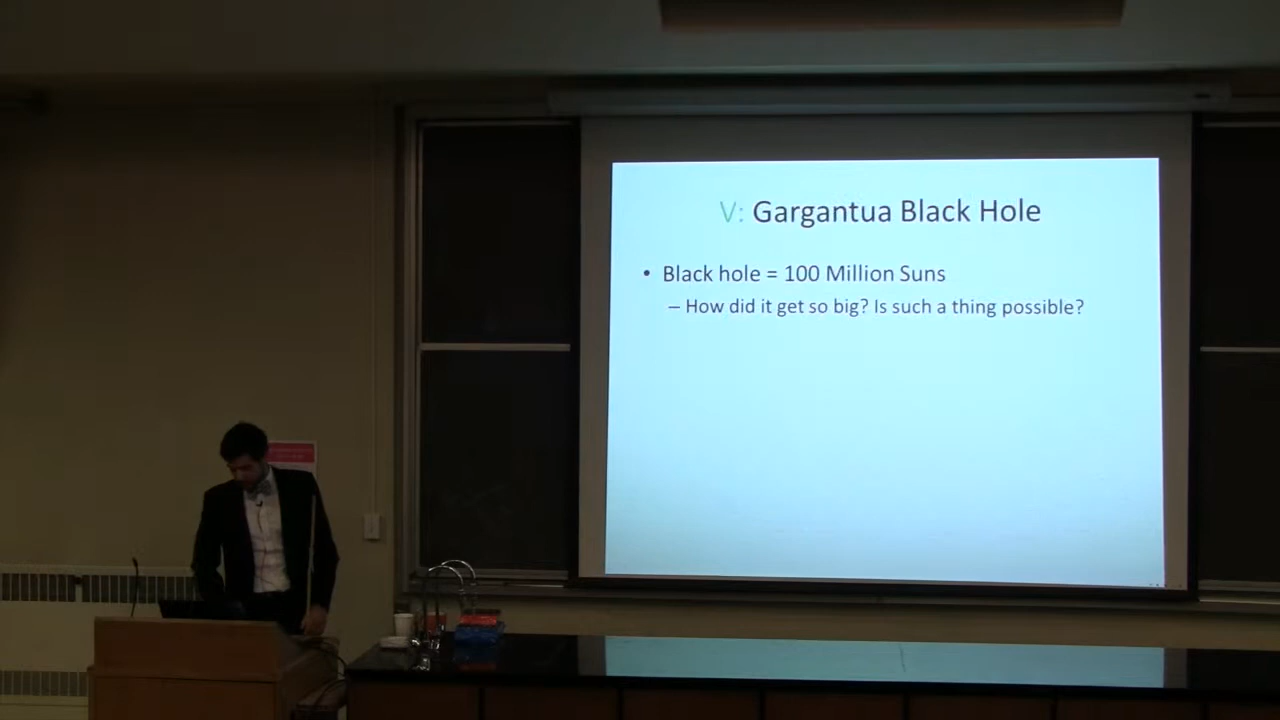 V: Gargantua Black Hole
• Black hole = 100 Million Suns
– How did it get so big? Is such a thing possible?